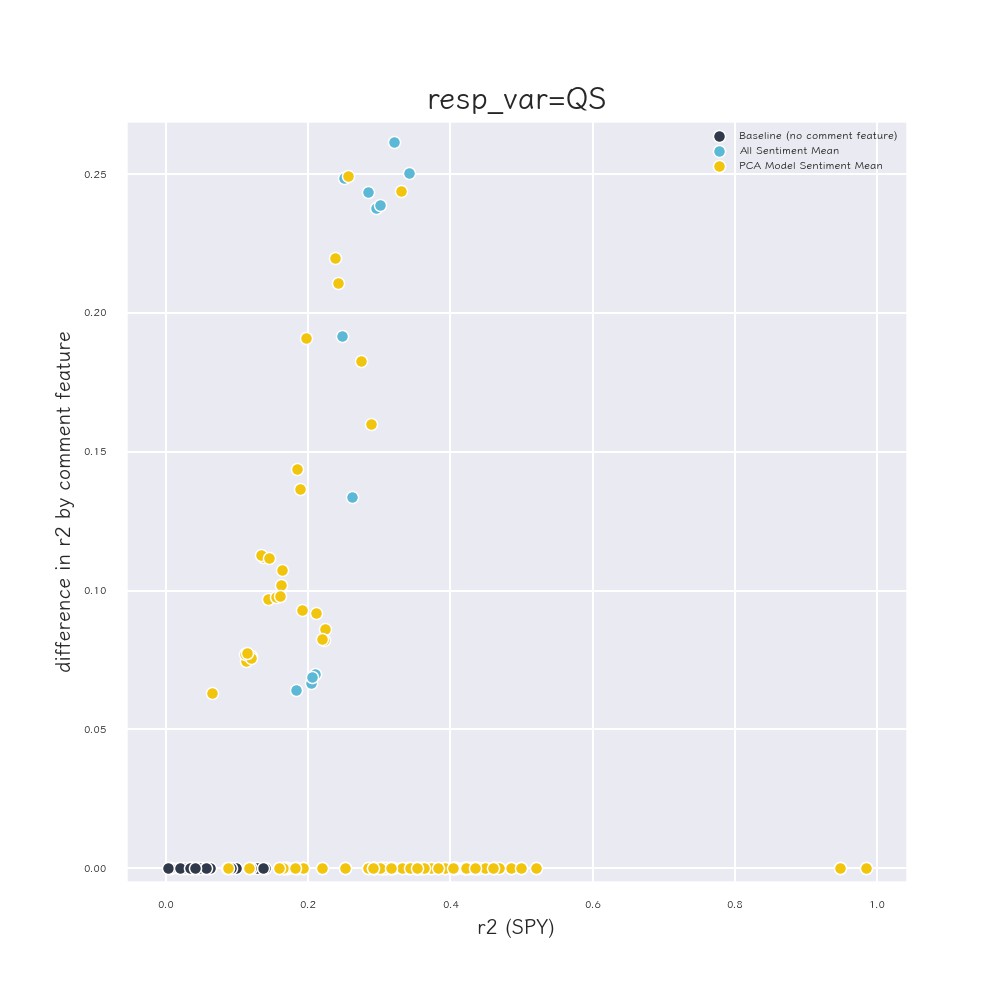 resp_var=QS
Baseline (no comment feature)
All Sentiment Mean
PCA Model Sentiment Mean
difference in r2 by comment feature
0.25
0.20
0.15
0.10
0.05
0.00
0.0 0.2 0.4 0.6 0.8 1.0
r2 (SPY)